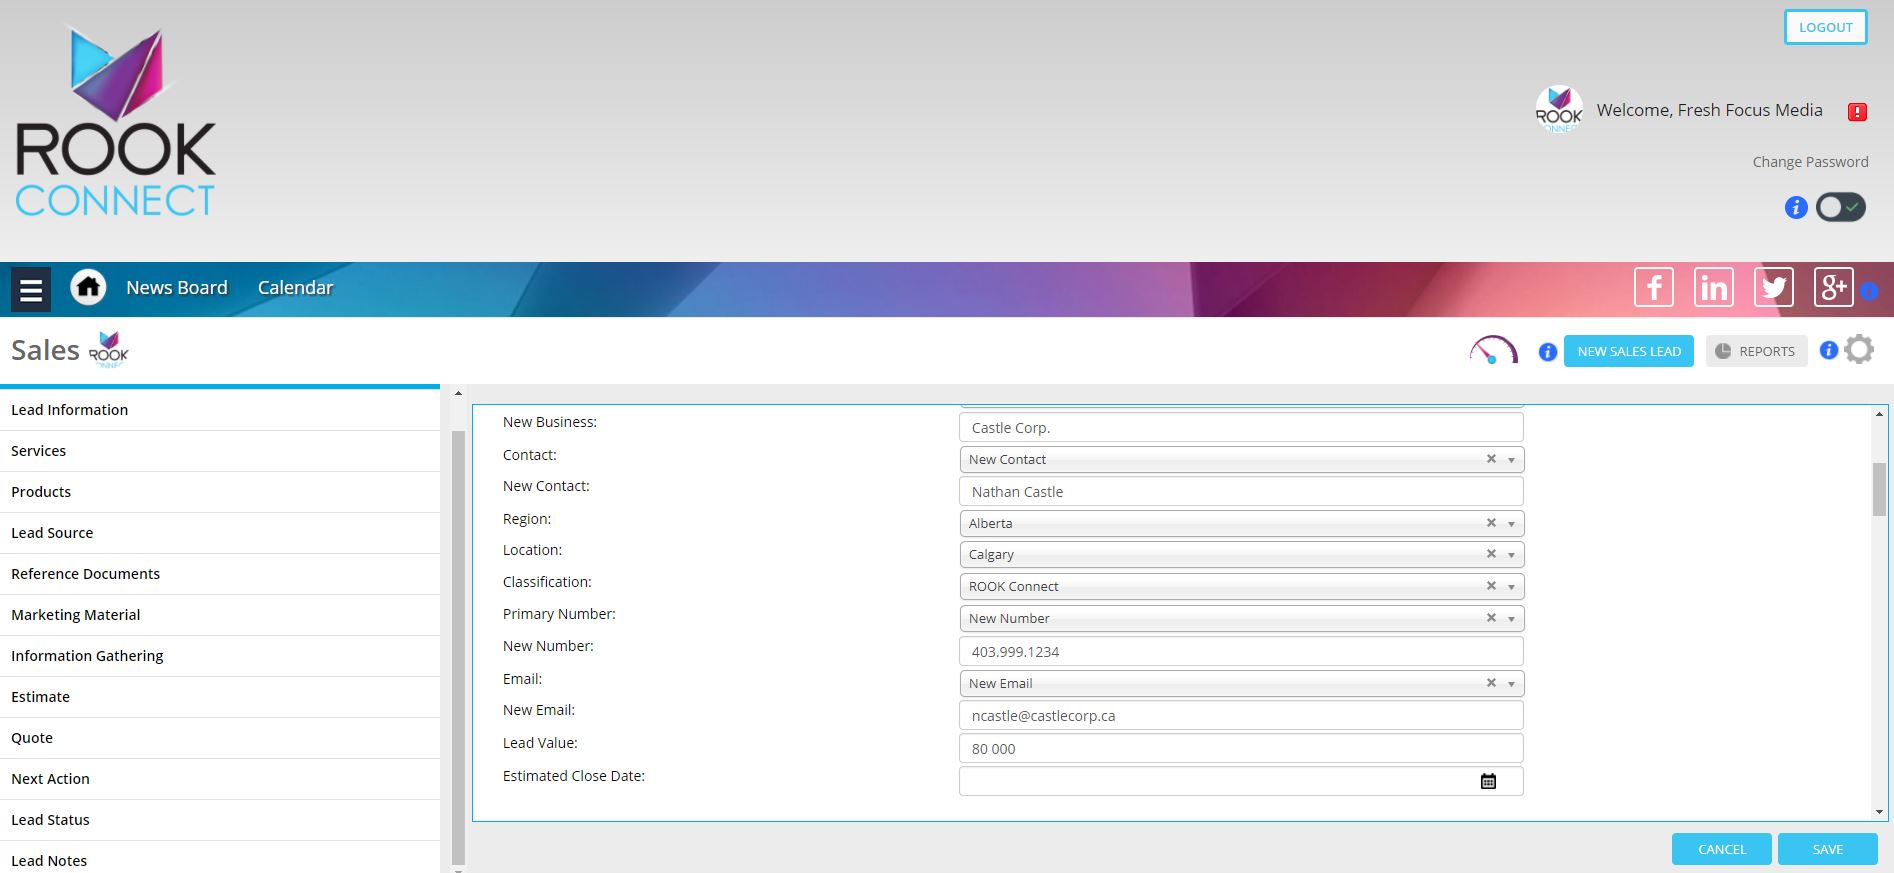 LOGOUT
ROOK
CONNECT
ROOK
CONNECT
Welcome, Fresh Focus Media
Change Password
News Board
Calendar
Sales
ROOK
CONNECT
NEW SALES LEAD
REPORTS
Lead Information
Services
Products
Lead Source
Reference Documents
Marketing Material
Information Gathering
Estimate
Quote
Next Action
Lead Status
Lead Notes
New Business: Castle Corp.
Contact: New Contact
New Contact: Nathan Castle
Region: Alberta
Location: Calgary
Classification: ROOK Connect
Primary Number: New Number
New Number: 403.999.1234
Email: New Email
New Email: ncastle@castlecorp.ca
Lead Value: 80 000
Estimated Close Date:
CANCEL
SAVE